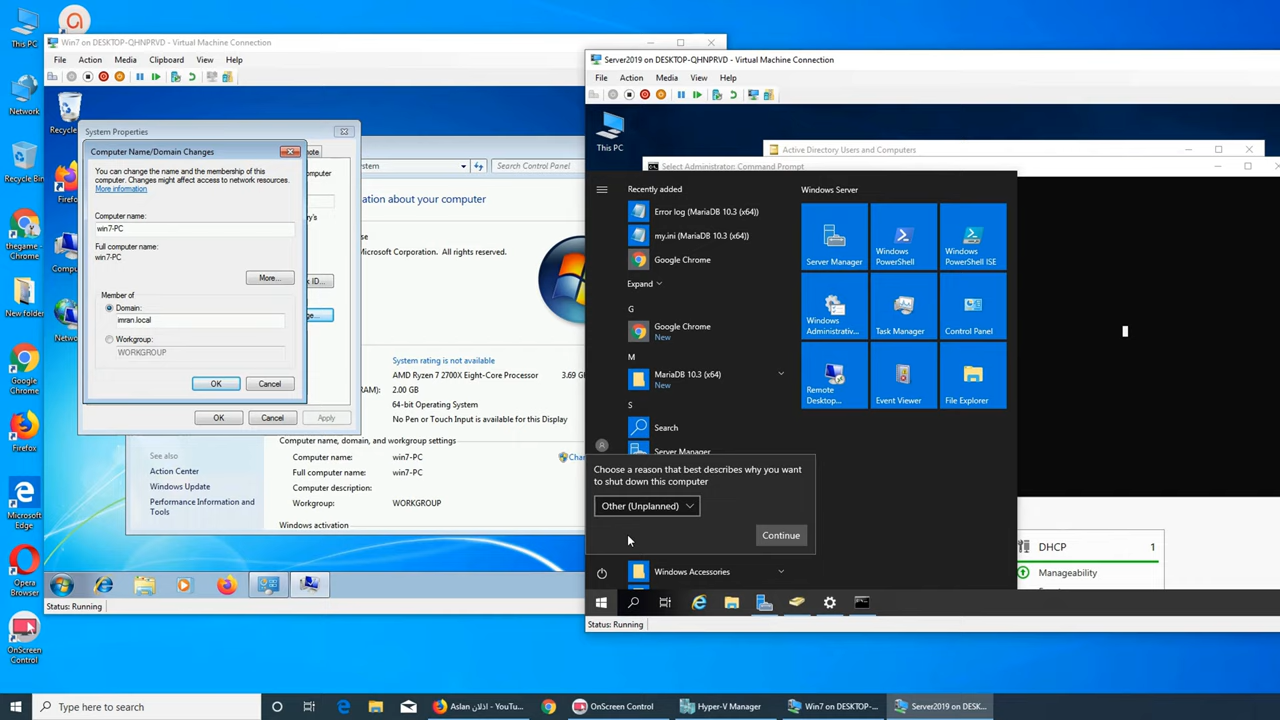 This PC
Network
Recycle Bin
thegame -
Chrome
New folder
Google
Chrome
Firefox
Microsoft
Edge
Opera
Browser
OnScreen
Control
Win7 on DESKTOP-QHNPRVD - Virtual Machine Connection
File Action Media Clipboard View Help
Recycle
Firefo
Compu
Netwo
System Properties
Computer Name/Domain Changes
You can change the name and the membership of this
computer. Changes might affect access to network resources.
More information
Computer name:
win7-PC
Full computer name:
win7-PC
More...
Member of
Domain:
imran.local
Workgroup:
WORKGROUP
OK Cancel
OK Cancel Apply
Search Control Panel
about your computer
Microsoft Corporation. All rights reserved.
System rating is not available
AMD Ryzen 7 2700X Eight-Core Processor 3.69
2.00 GB
64-bit Operating System
No Pen or Touch Input is available for this Display
Computer name, domain, and workgroup settings
Computer name: win7-PC
Full computer name: win7-PC
Computer description:
Workgroup: WORKGROUP
Windows activation
See also
Action Center
Windows Update
Performance Information and
Tools
Status: Running
Server2019 on DESKTOP-QHNPRVD - Virtual Machine Connection
File Action Media View Help
This PC
Active Directory Users and Computers
Select Administrator: Command Prompt
Recently added
Error log (MariaDB 10.3 (x64))
my.ini (MariaDB 10.3 (x64))
Google Chrome
Expand
G
Google Chrome
New
M
MariaDB 10.3 (x64)
New
S
Search
Server Manager
Choose a reason that best describes why you want
to shut down this computer
Other (Unplanned)
Continue
Windows Accessories
Windows Server
Server Manager
Windows
PowerShell
Windows
PowerShell ISE
Windows
Administrativ...
Task Manager
Control Panel
Remote
Desktop...
Event Viewer
File Explorer
DHCP 1
Manageability
Status: Running
Type here to search
Aslan اذلان - YouTu...
OnScreen Control
Hyper-V Manager
Win7 on DESKTOP-...
Server2019 on DESK...